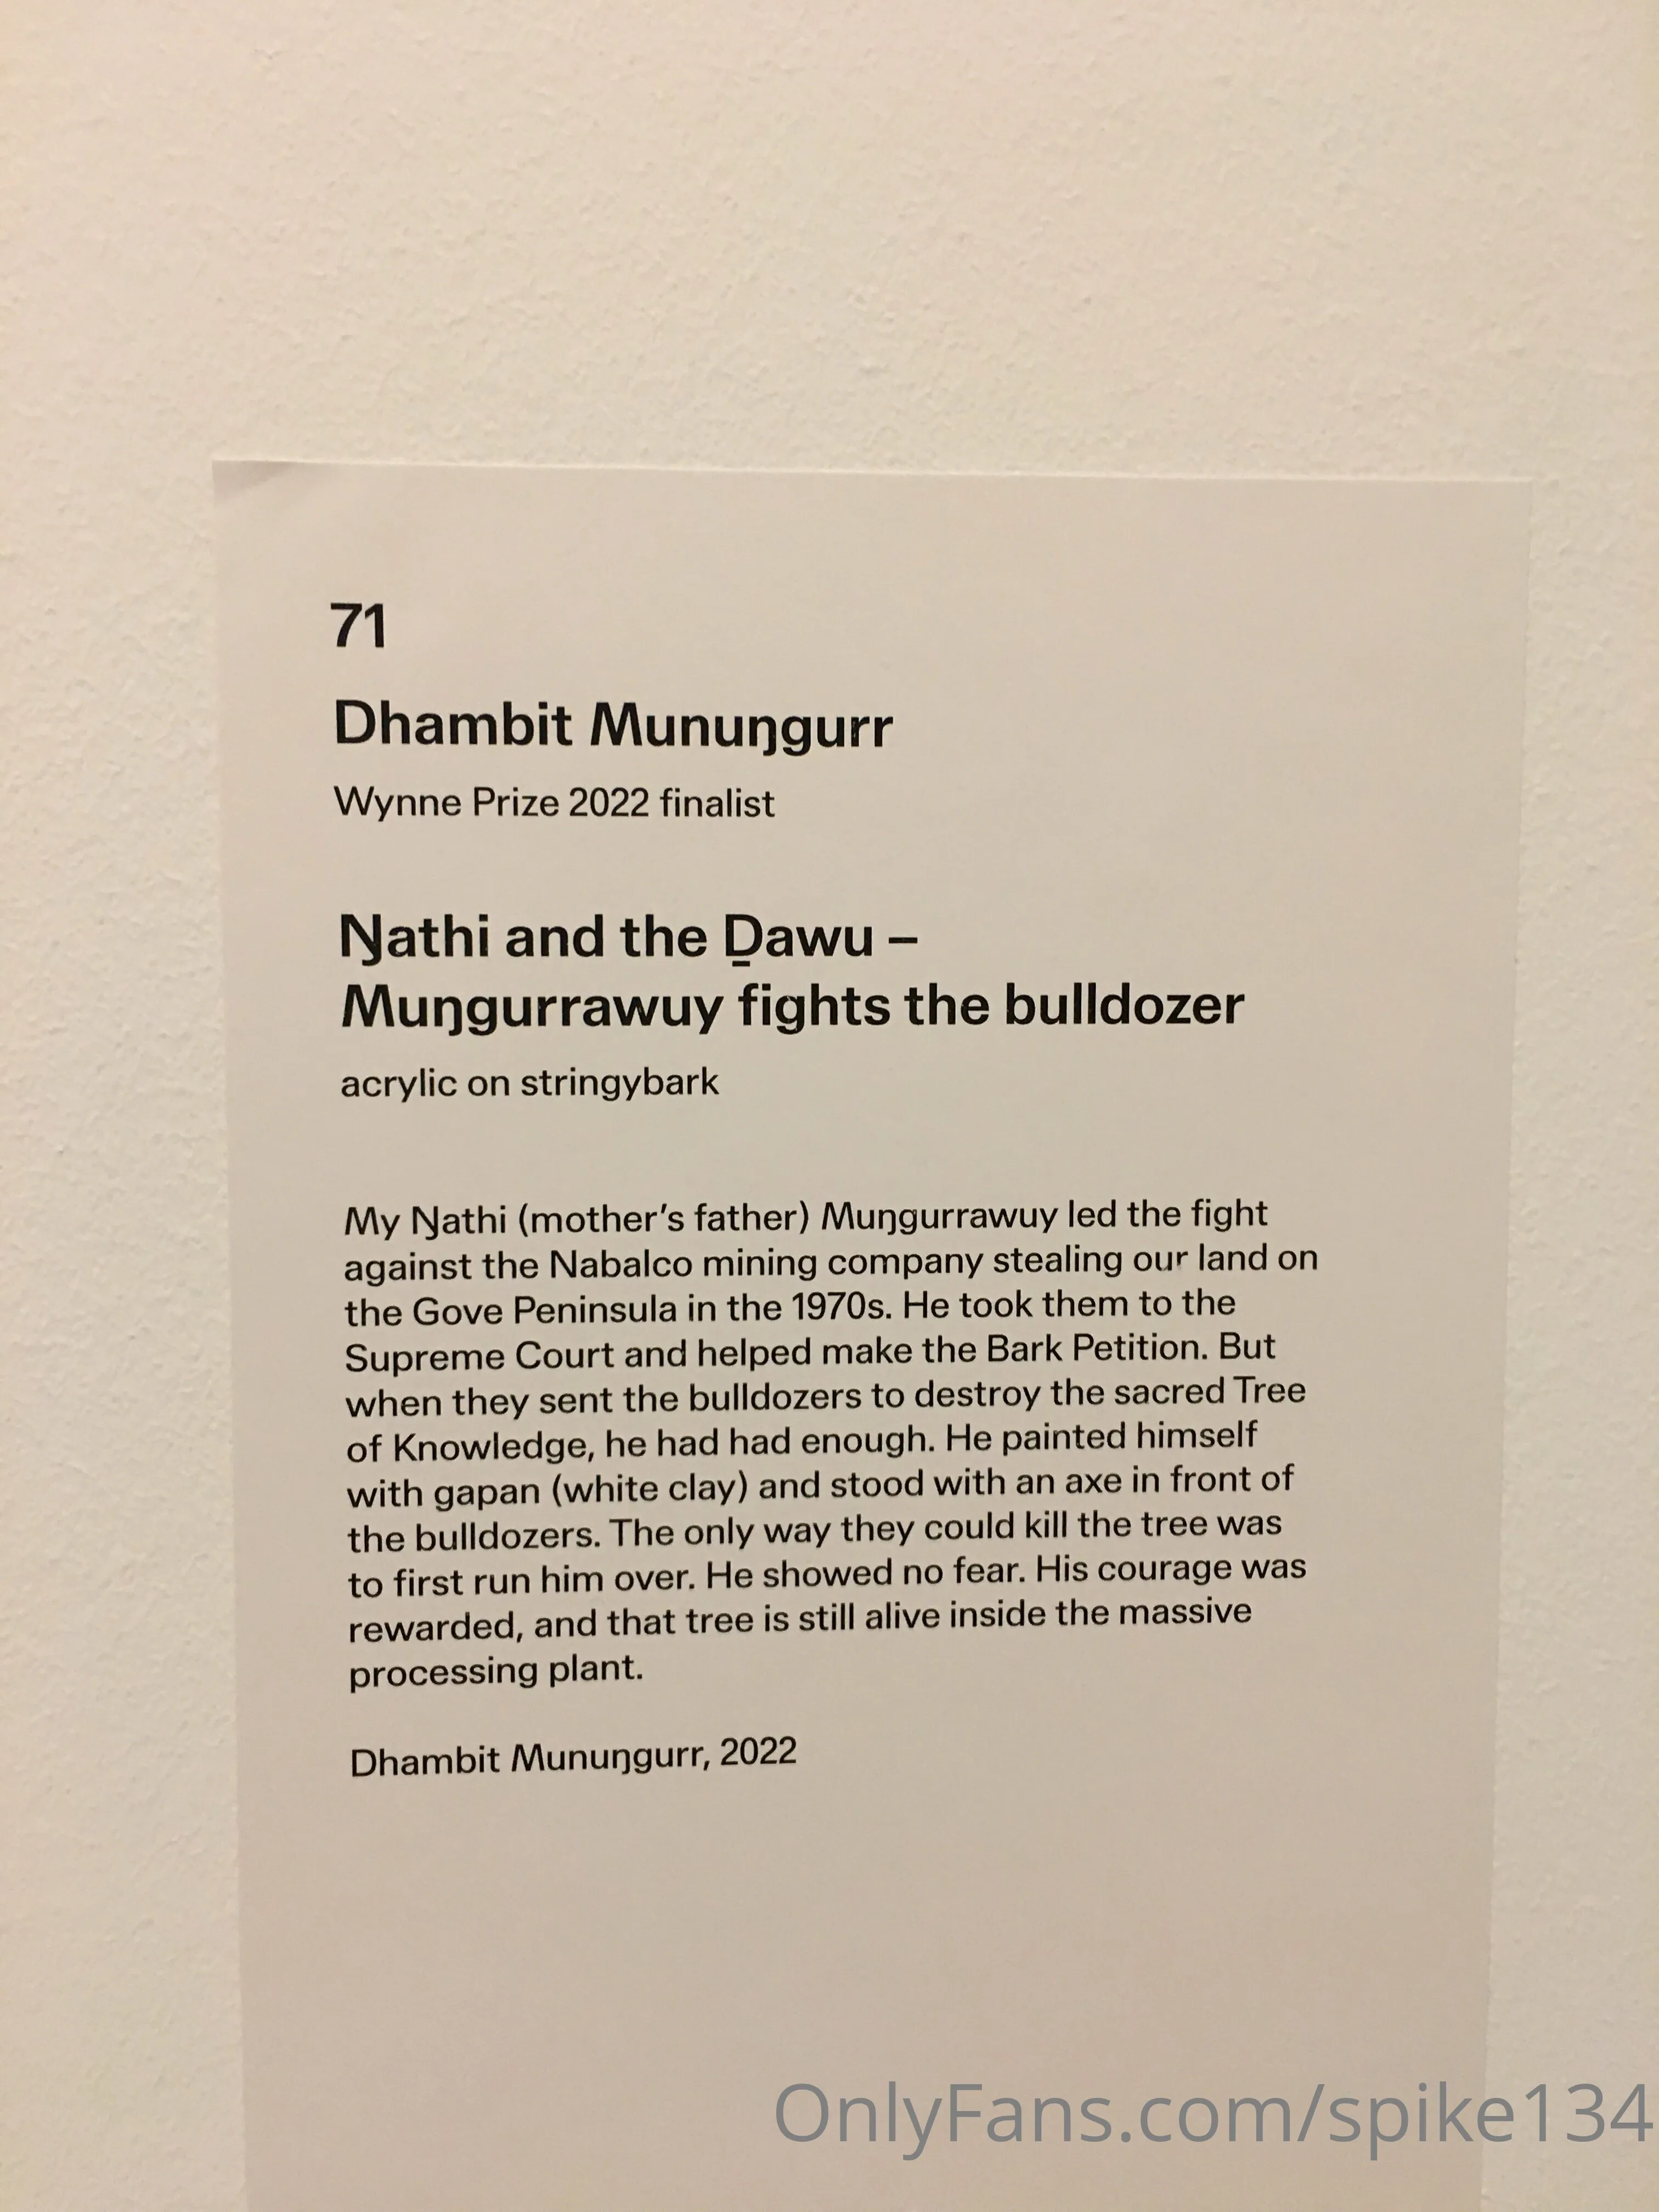 71
Dhambit Munuŋgurr
Wynne Prize 2022 finalist
Ŋathi and the Ḏawu –
Muŋgurrawuy fights the bulldozer
acrylic on stringybark
My Ŋathi (mother's father) Muŋgurrawuy led the fight
against the Nabalco mining company stealing our land on
the Gove Peninsula in the 1970s. He took them to the
Supreme Court and helped make the Bark Petition. But
when they sent the bulldozers to destroy the sacred Tree
of Knowledge, he had had enough. He painted himself
with gapan (white clay) and stood with an axe in front of
the bulldozers. The only way they could kill the tree was
to first run him over. He showed no fear. His courage was
rewarded, and that tree is still alive inside the massive
processing plant.
Dhambit Munuŋgurr, 2022
OnlyFans.com/spike134